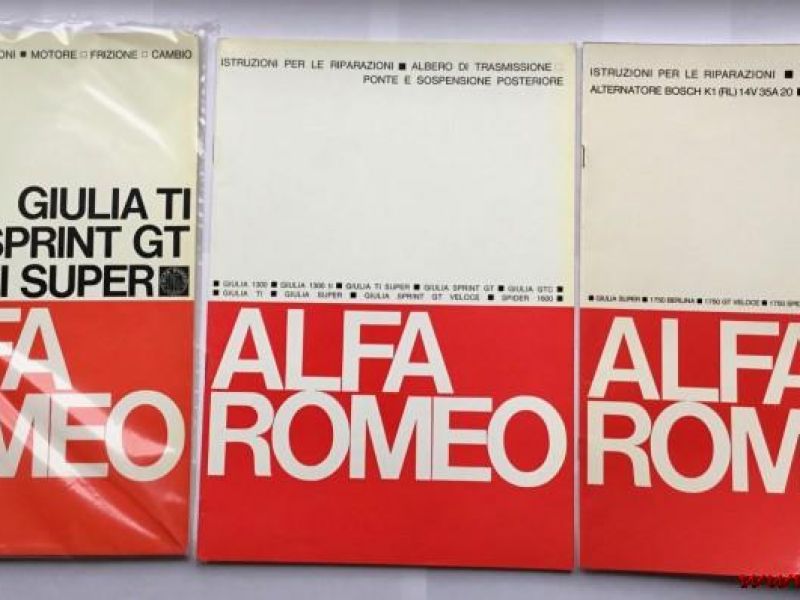 ONI ■ MOTORE □ FRIZIONE □ CAMBIO
GIULIA TI
SPRINT GT
I SUPER
FA
MEO
ISTRUZIONI PER LE RIPARAZIONI ■ ALBERO DI TRASMISSIONE □
PONTE E SOSPENSIONE POSTERIORE
■ GIULIA 1300 ■ GIULIA 1300 ti ■ GIULIA TI SUPER ■ GIULIA SPRINT GT ■ GIULIA GTC ■
■ GIULIA TI ■ GIULIA SUPER ■ GIULIA SPRINT GT VELOCE ■ SPIDER 1600 ■
ALFA
ROMEO
ISTRUZIONI PER LE RIPARAZIONI ■
ALTERNATORE BOSCH K1 (RL) 14V 35A 20 ■
■ GIULIA SUPER ■ 1750 BERLINA ■ 1750 GT VELOCE ■ 1750 SPI
ALFA
ROM
www